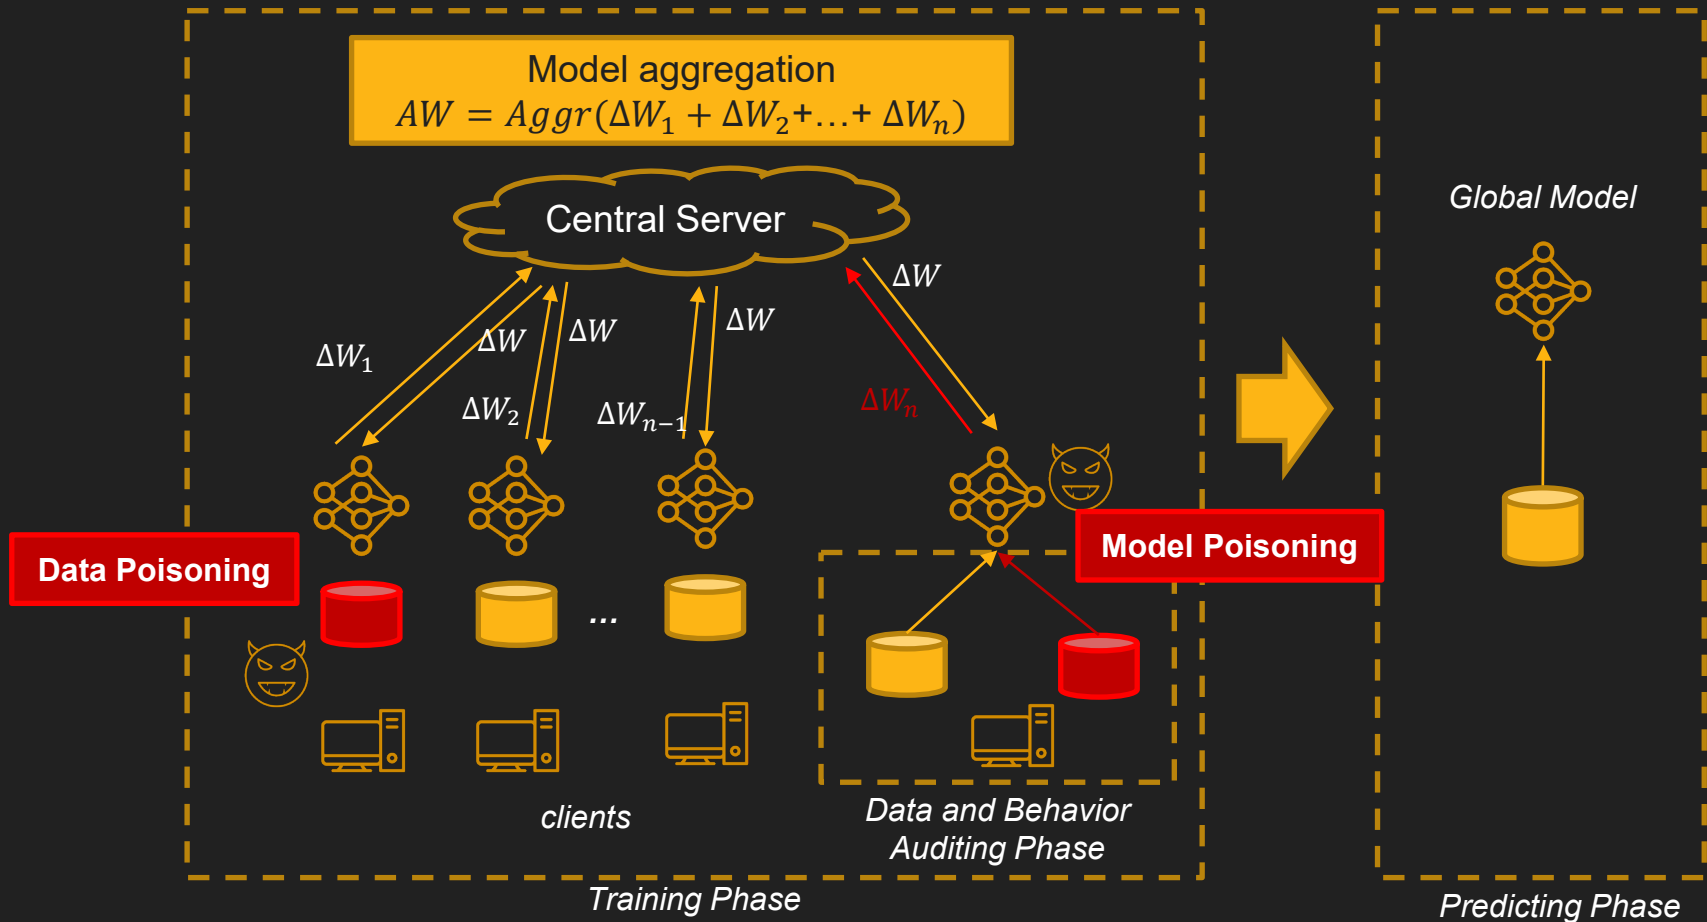 Model aggregation
𝐴𝑊 = 𝐴𝑔𝑔𝑟(Δ𝑊₁ + Δ𝑊₂+…+ Δ𝑊ₙ)
Central Server
Global Model
ΔW
ΔW
ΔW
ΔW
ΔW₁
ΔW₂
ΔWₙ₋₁
ΔWₙ
Data Poisoning
Model Poisoning
...
clients
Data and Behavior
Auditing Phase
Training Phase
Predicting Phase